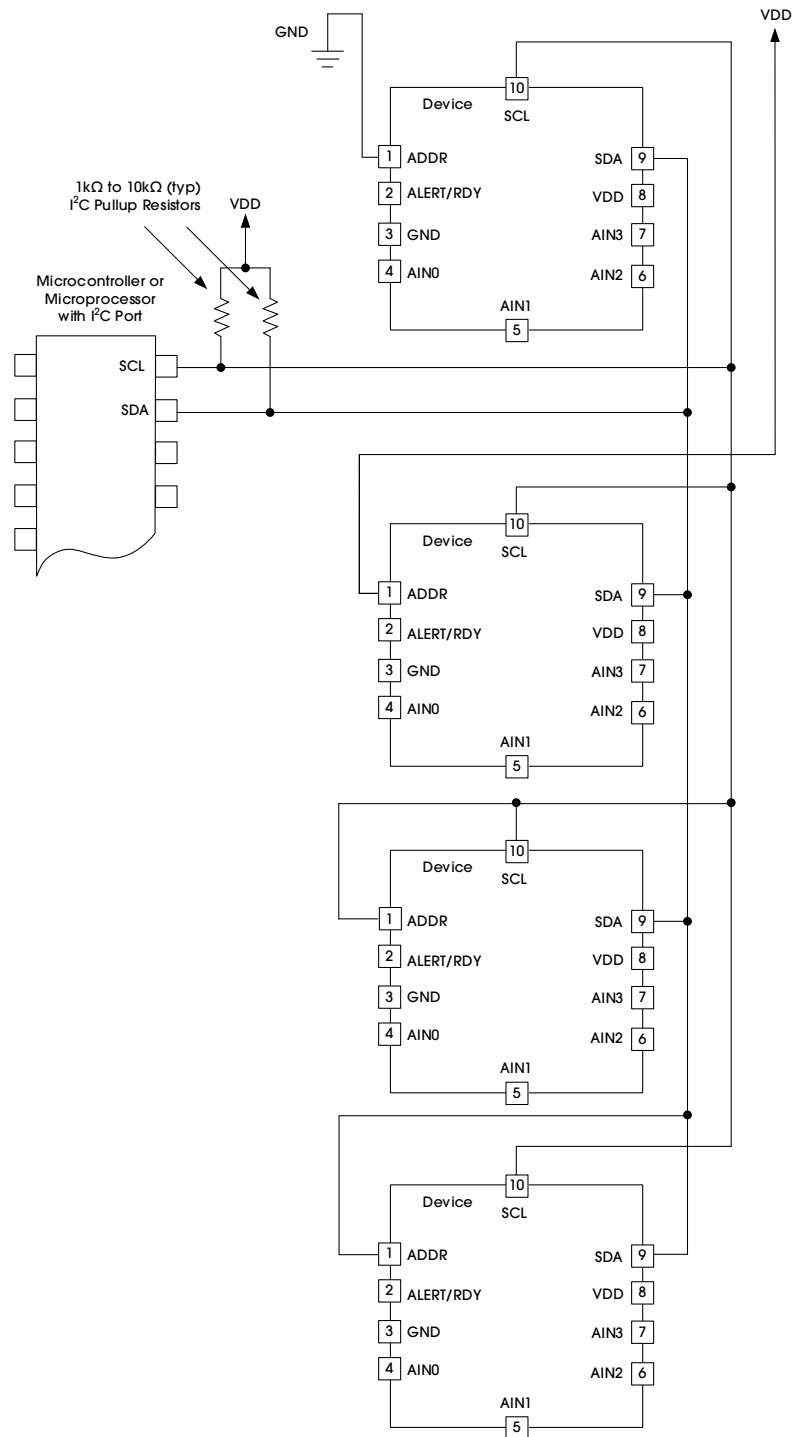 GND
VDD
10
Device
SCL
1 ADDR
SDA 9
2 ALERT/RDY
VDD 8
3 GND
AIN3 7
4 AIN0
AIN2 6
AIN1
5
1kΩ to 10kΩ (typ)
I²C Pullup Resistors
VDD
Microcontroller or
Microprocessor
with I²C Port
SCL
SDA
10
Device
SCL
1 ADDR
SDA 9
2 ALERT/RDY
VDD 8
3 GND
AIN3 7
4 AIN0
AIN2 6
AIN1
5
10
Device
SCL
1 ADDR
SDA 9
2 ALERT/RDY
VDD 8
3 GND
AIN3 7
4 AIN0
AIN2 6
AIN1
5
10
Device
SCL
1 ADDR
SDA 9
2 ALERT/RDY
VDD 8
3 GND
AIN3 7
4 AIN0
AIN2 6
AIN1
5